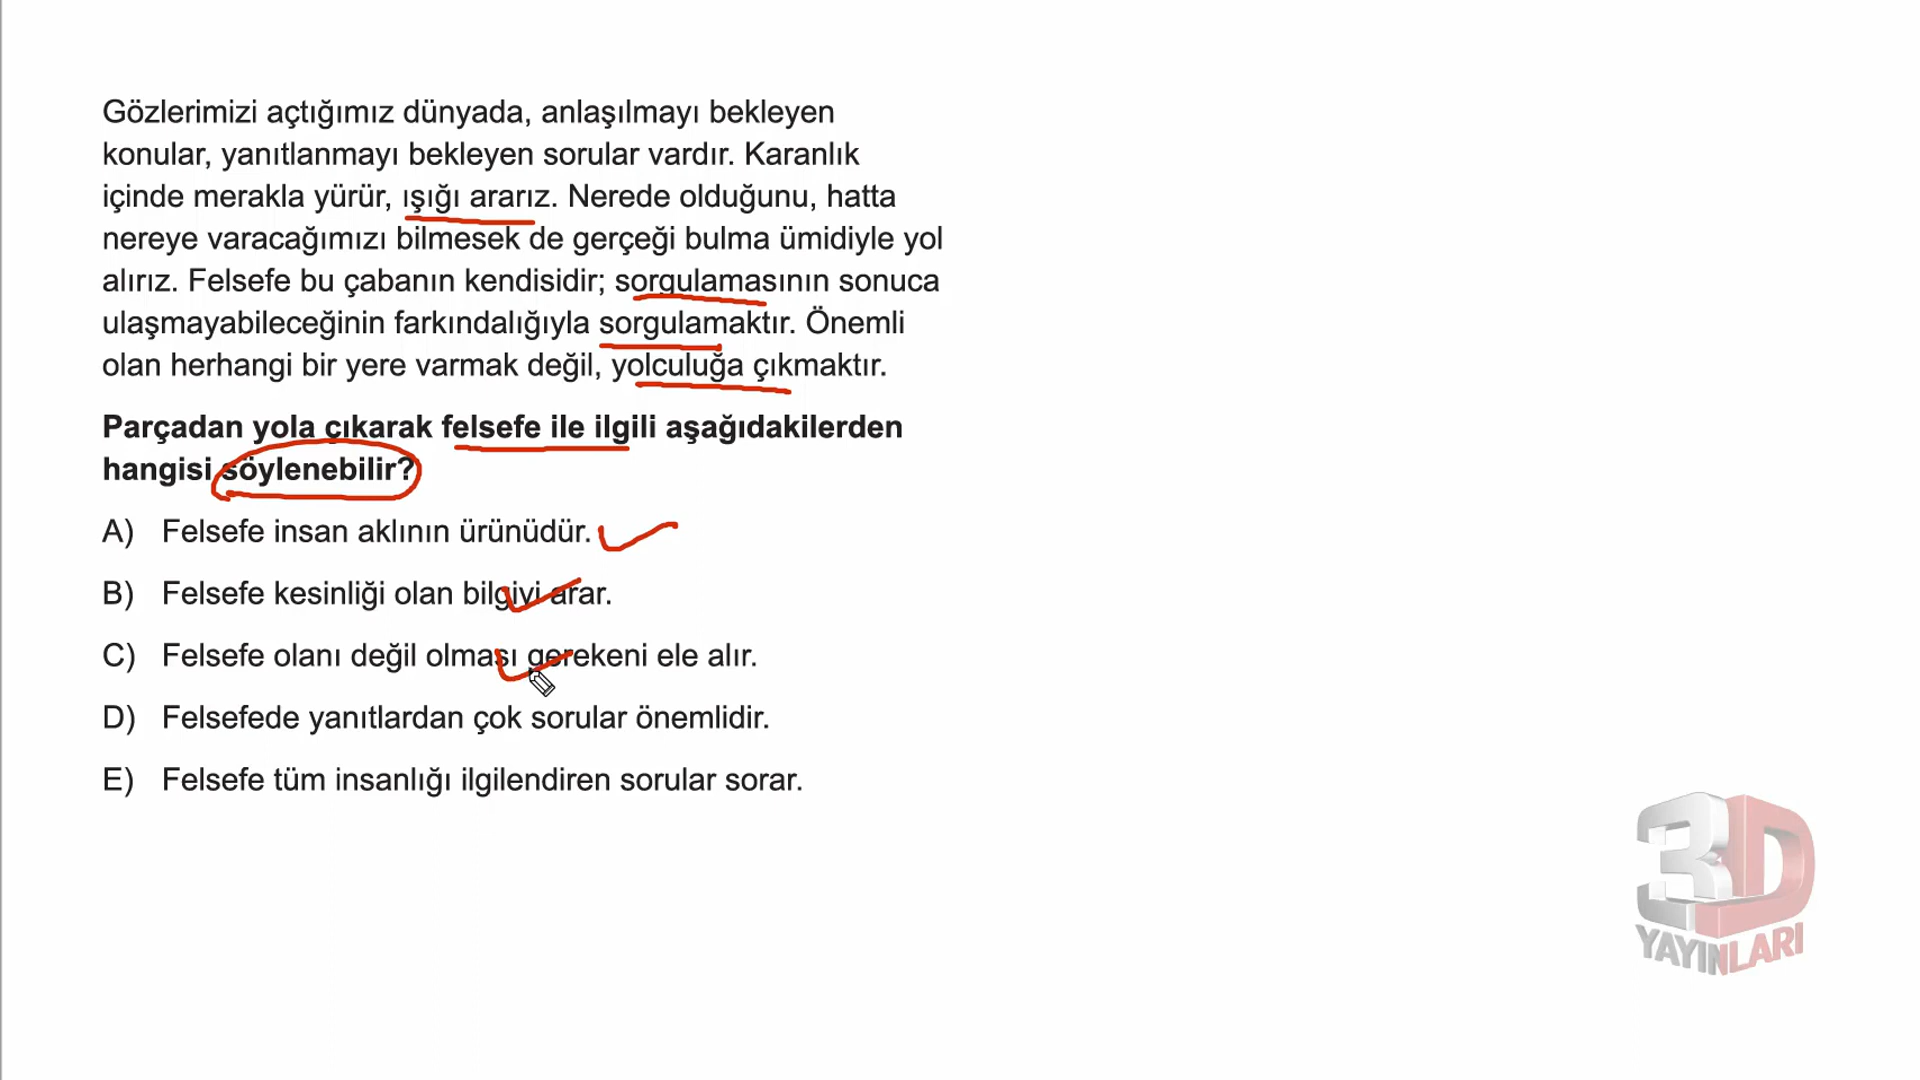 Gözlerimizi açtığımız dünyada, anlaşılmayı bekleyen
konular, yanıtlanmayı bekleyen sorular vardır. Karanlık
içinde merakla yürür, ışığı ararız. Nerede olduğunu, hatta
nereye varacağımızı bilmesek de gerçeği bulma ümidiyle yol
alırız. Felsefe bu çabanın kendisidir; sorgulamasının sonuca
ulaşmayabileceğinin farkındalığıyla sorgulamaktır. Önemli
olan herhangi bir yere varmak değil, yolculuğa çıkmaktır.
Parçadan yola çıkarak felsefe ile ilgili aşağıdakilerden
hangisi söylenebilir?
A) Felsefe insan aklının ürünüdür.
B) Felsefe kesinliği olan bilgiyi arar.
C) Felsefe olanı değil olması gerekeni ele alır.
D) Felsefede yanıtlardan çok sorular önemlidir.
E) Felsefe tüm insanlığı ilgilendiren sorular sorar.
3D
YAYINLARI